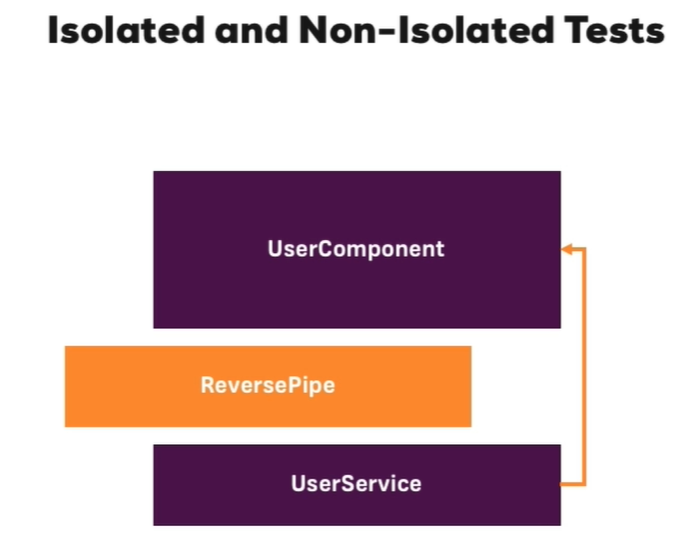 Isolated and Non-Isolated Tests
UserComponent
ReversePipe
UserService